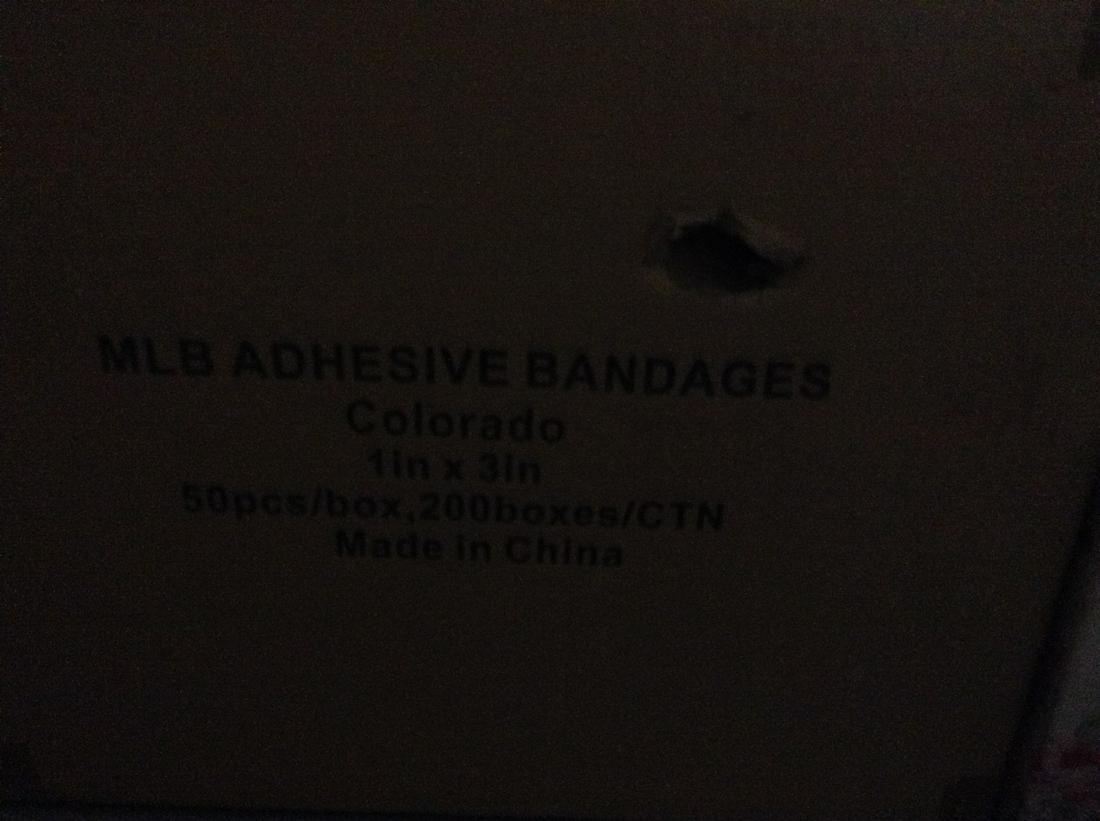 MLB ADHESIVE BANDAGES
Colorado
1in x 3in
50pcs/box,200boxes/CTN
Made in China